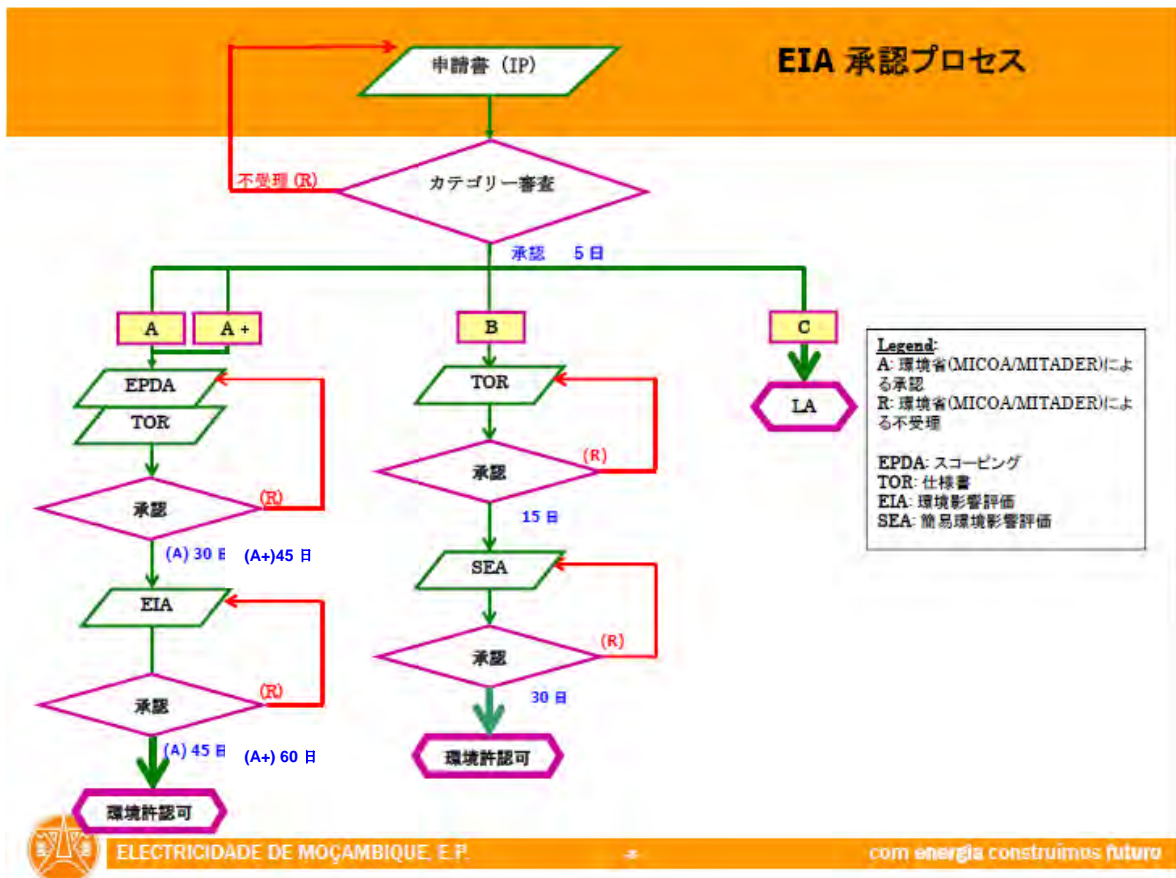 EIA 承認プロセス
申請書 (IP)
カテゴリー審査
不受理 (R)
承認 5 日
A
A +
B
C
EPDA
TOR
承認
(R)
(A) 30 日 (A+)45 日
EIA
承認
(R)
(A) 45 日 (A+) 60 日
環境許認可
TOR
承認
(R)
15 日
SEA
承認
(R)
30 日
環境許認可
LA
Legend:
A: 環境省(MICOA/MITADER)によ
る承認
R: 環境省(MICOA/MITADER)によ
る不受理
EPDA: スコーピング
TOR: 仕様書
EIA: 環境影響評価
SEA: 簡易環境影響評価
ELECTRICIDADE DE MOÇAMBIQUE, E.P.
com energia construimos futuro